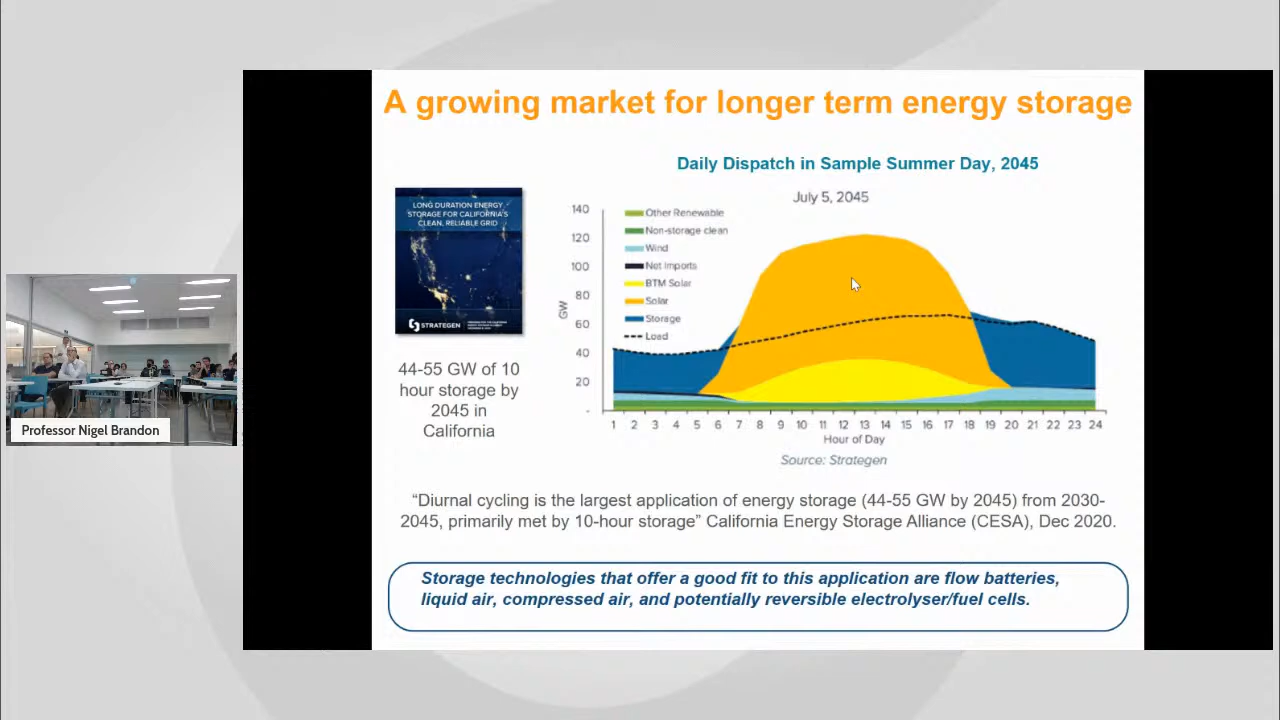 A growing market for longer term energy storage
Daily Dispatch in Sample Summer Day, 2045
LONG DURATION ENERGY
STORAGE FOR CALIFORNIA'S
CLEAN, RELIABLE GRID
STRATEGEN
44-55 GW of 10
hour storage by
2045 in
California
July 5, 2045
140
120
100
80
60
40
20
-
GW
Other Renewable
Non-storage clean
Wind
Net Imports
BTM Solar
Solar
Storage
Load
1 2 3 4 5 6 7 8 9 10 11 12 13 14 15 16 17 18 19 20 21 22 23 24
Hour of Day
Source: Strategen
“Diurnal cycling is the largest application of energy storage (44-55 GW by 2045) from 2030-
2045, primarily met by 10-hour storage” California Energy Storage Alliance (CESA), Dec 2020.
Storage technologies that offer a good fit to this application are flow batteries,
liquid air, compressed air, and potentially reversible electrolyser/fuel cells.
Professor Nigel Brandon